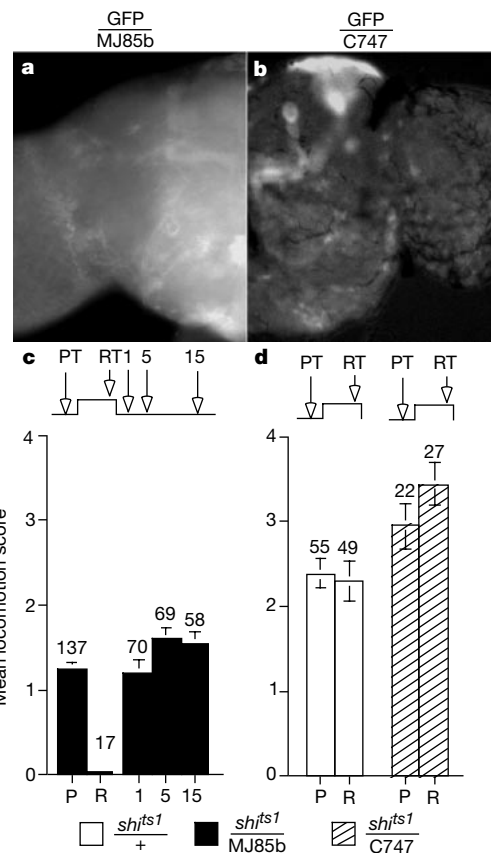 GFP
MJ85b
GFP
C747
a
b
c
PT RT 1 5 15
d
PT RT PT RT
4
3
2
1
0
Mean locomotion score
137
17
70
69
58
P R 1 5 15
4
3
2
1
0
55
49
22
27
P R P R
shi^ts1
+
shi^ts1
MJ85b
shi^ts1
C747